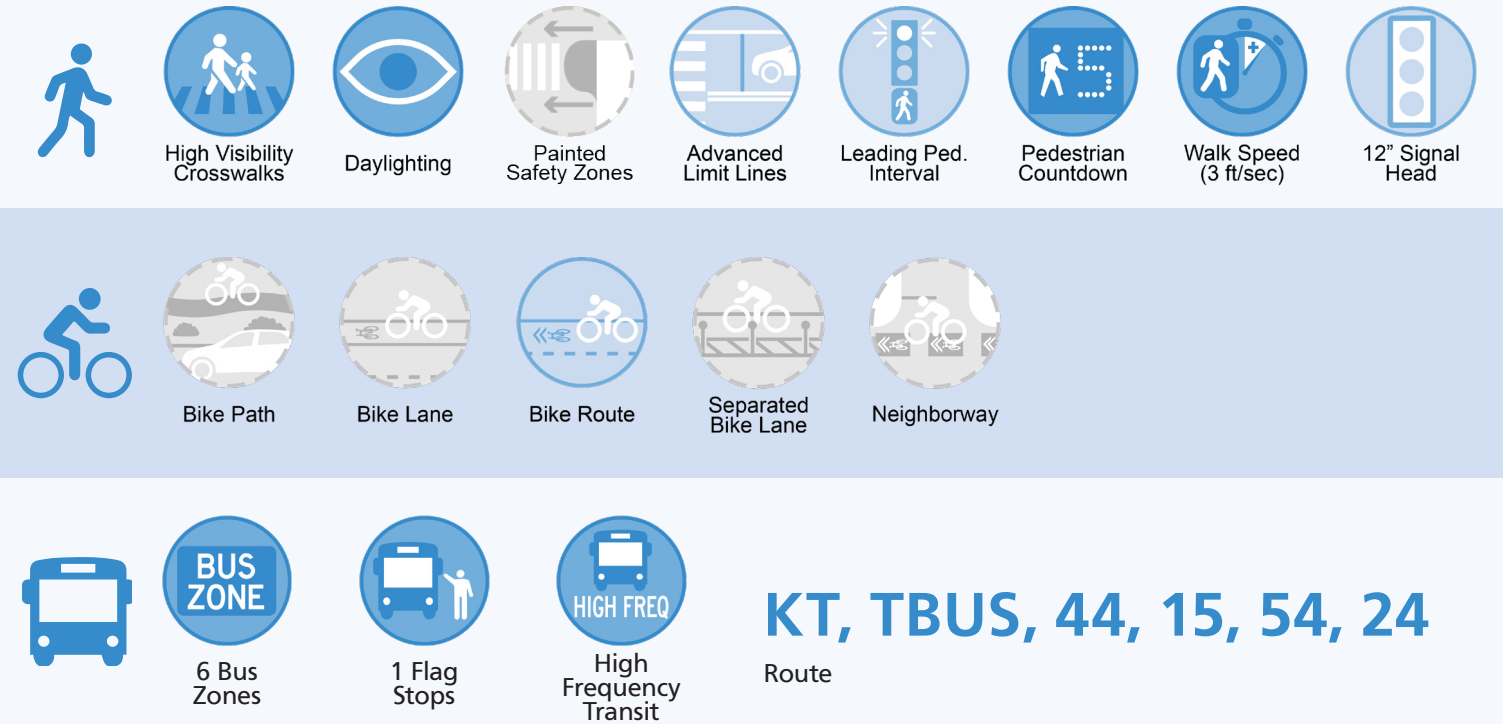 5
High Visibility
Crosswalks
Daylighting
Painted
Safety Zones
Advanced
Limit Lines
Leading Ped.
Interval
Pedestrian
Countdown
Walk Speed
(3 ft/sec)
12” Signal
Head
Bike Path
Bike Lane
Bike Route
Separated
Bike Lane
Neighborway
BUS
ZONE
6 Bus
Zones
1 Flag
Stops
HIGH FREQ
High
Frequency
Transit
KT, TBUS, 44, 15, 54, 24
Route